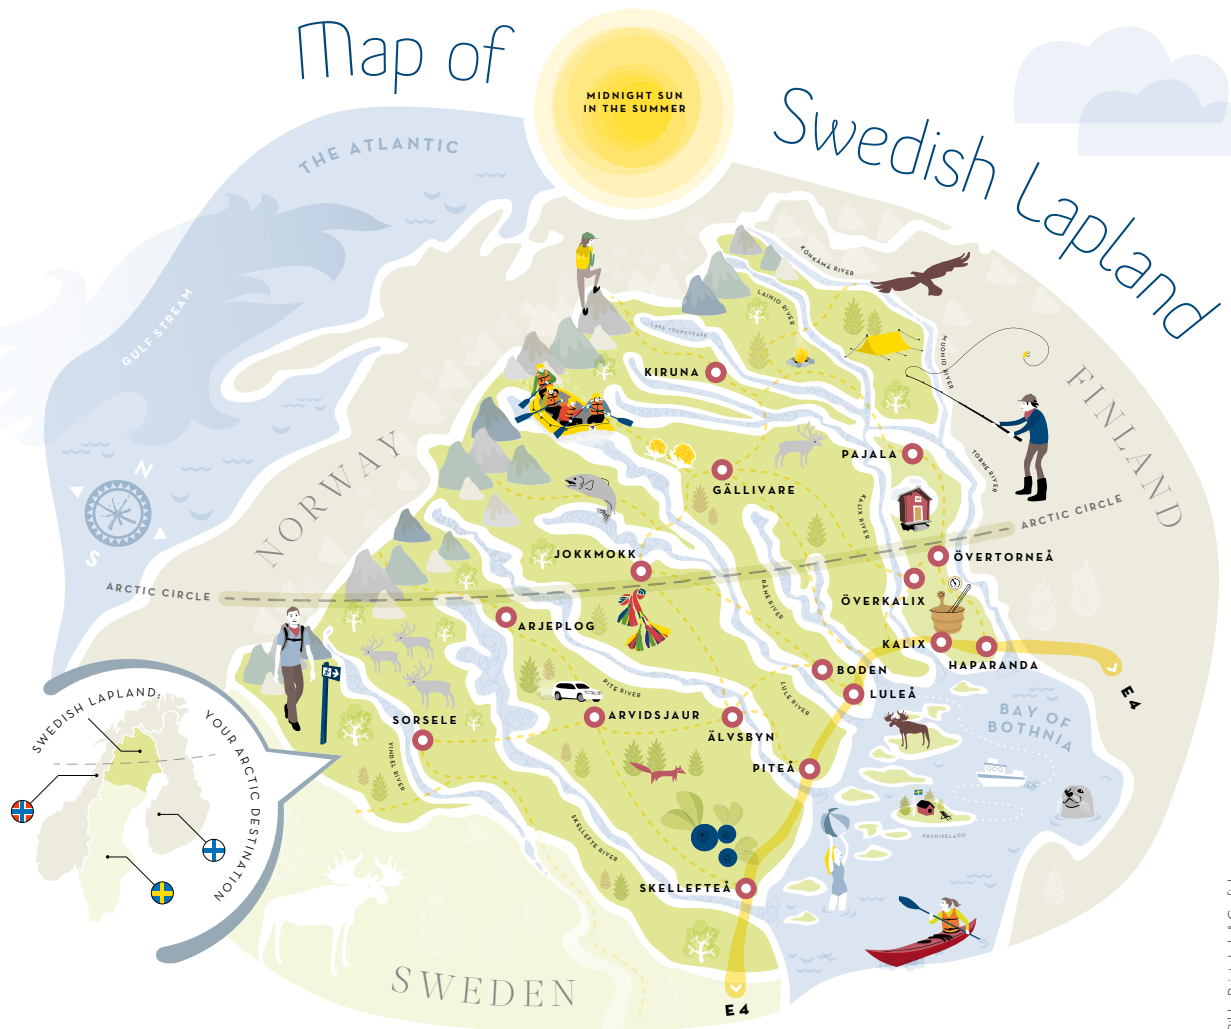 Map of
Swedish Lapland
MIDNIGHT SUN
IN THE SUMMER
THE ATLANTIC
GULF STREAM
N
S
NORWAY
FINLAND
KÖNKÄMÄ RIVER
LAINIO RIVER
LAKE TORNETRÄSK
MUONIO RIVER
KIRUNA
PAJALA
TORNE RIVER
GÄLLIVARE
KALIX RIVER
ARCTIC CIRCLE
JOKKMOKK
ÖVERTORNEÅ
ARCTIC CIRCLE
RÅNE RIVER
ÖVERKALIX
ARJEPLOG
KALIX
HAPARANDA
BODEN
LULEÅ
E4
PITE RIVER
LULE RIVER
SORSELE
ARVIDSJAUR
ÄLVSBYN
BAY OF
BOTHNIA
VINDEL RIVER
PITEÅ
SKELLEFTE RIVER
ARCHIPELAGO
SKELLEFTEÅ
SWEDISH LAPLAND:
YOUR ARCTIC DESTINATION
SWEDEN
E4